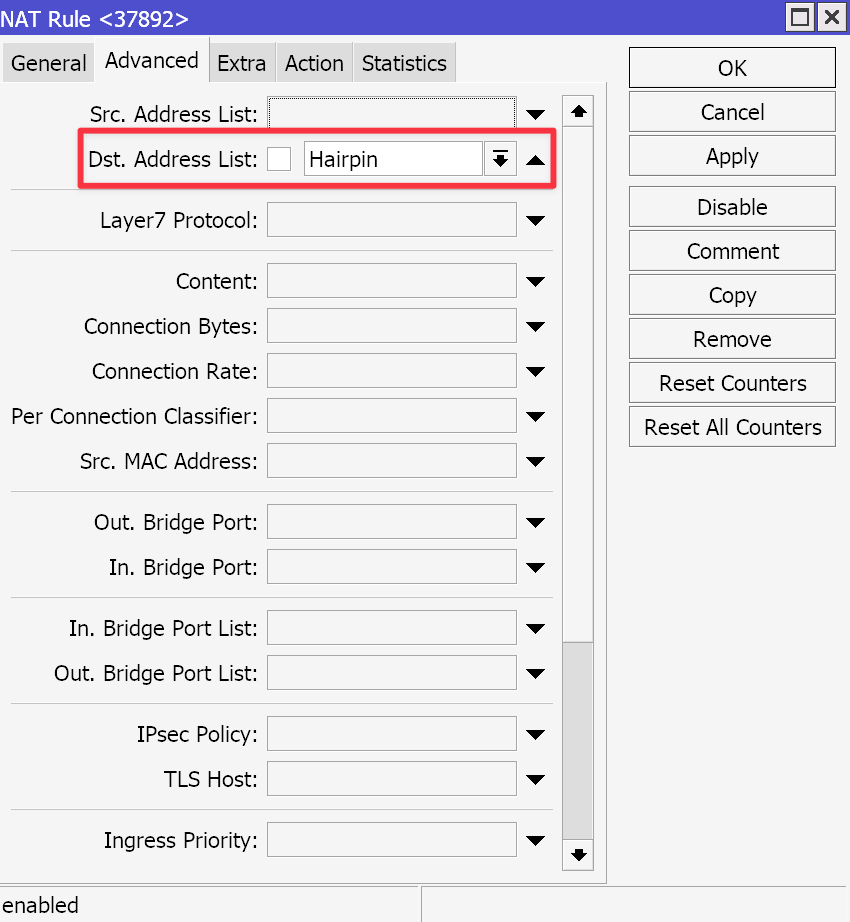 NAT Rule <37892>
General Advanced Extra Action Statistics
Src. Address List:
Dst. Address List: Hairpin
Layer7 Protocol:
Content:
Connection Bytes:
Connection Rate:
Per Connection Classifier:
Src. MAC Address:
Out. Bridge Port:
In. Bridge Port:
In. Bridge Port List:
Out. Bridge Port List:
IPsec Policy:
TLS Host:
Ingress Priority:
OK
Cancel
Apply
Disable
Comment
Copy
Remove
Reset Counters
Reset All Counters
enabled